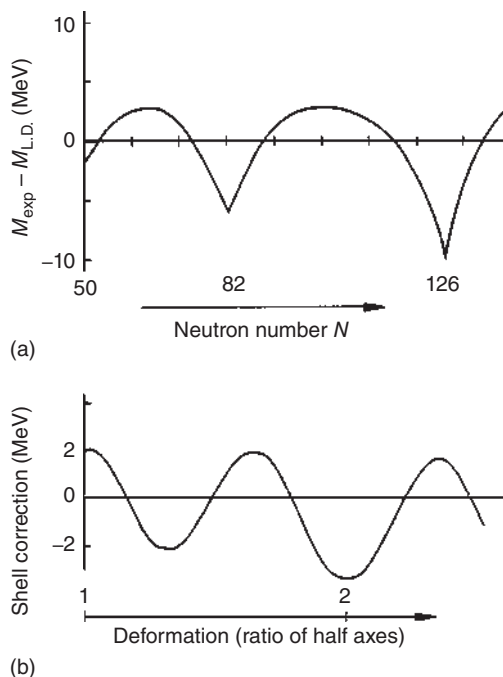 10
M_exp – M_L.D. (MeV)
0
–10
50
82
126
Neutron number N
(a)
Shell correction (MeV)
2
0
–2
1
2
Deformation (ratio of half axes)
(b)